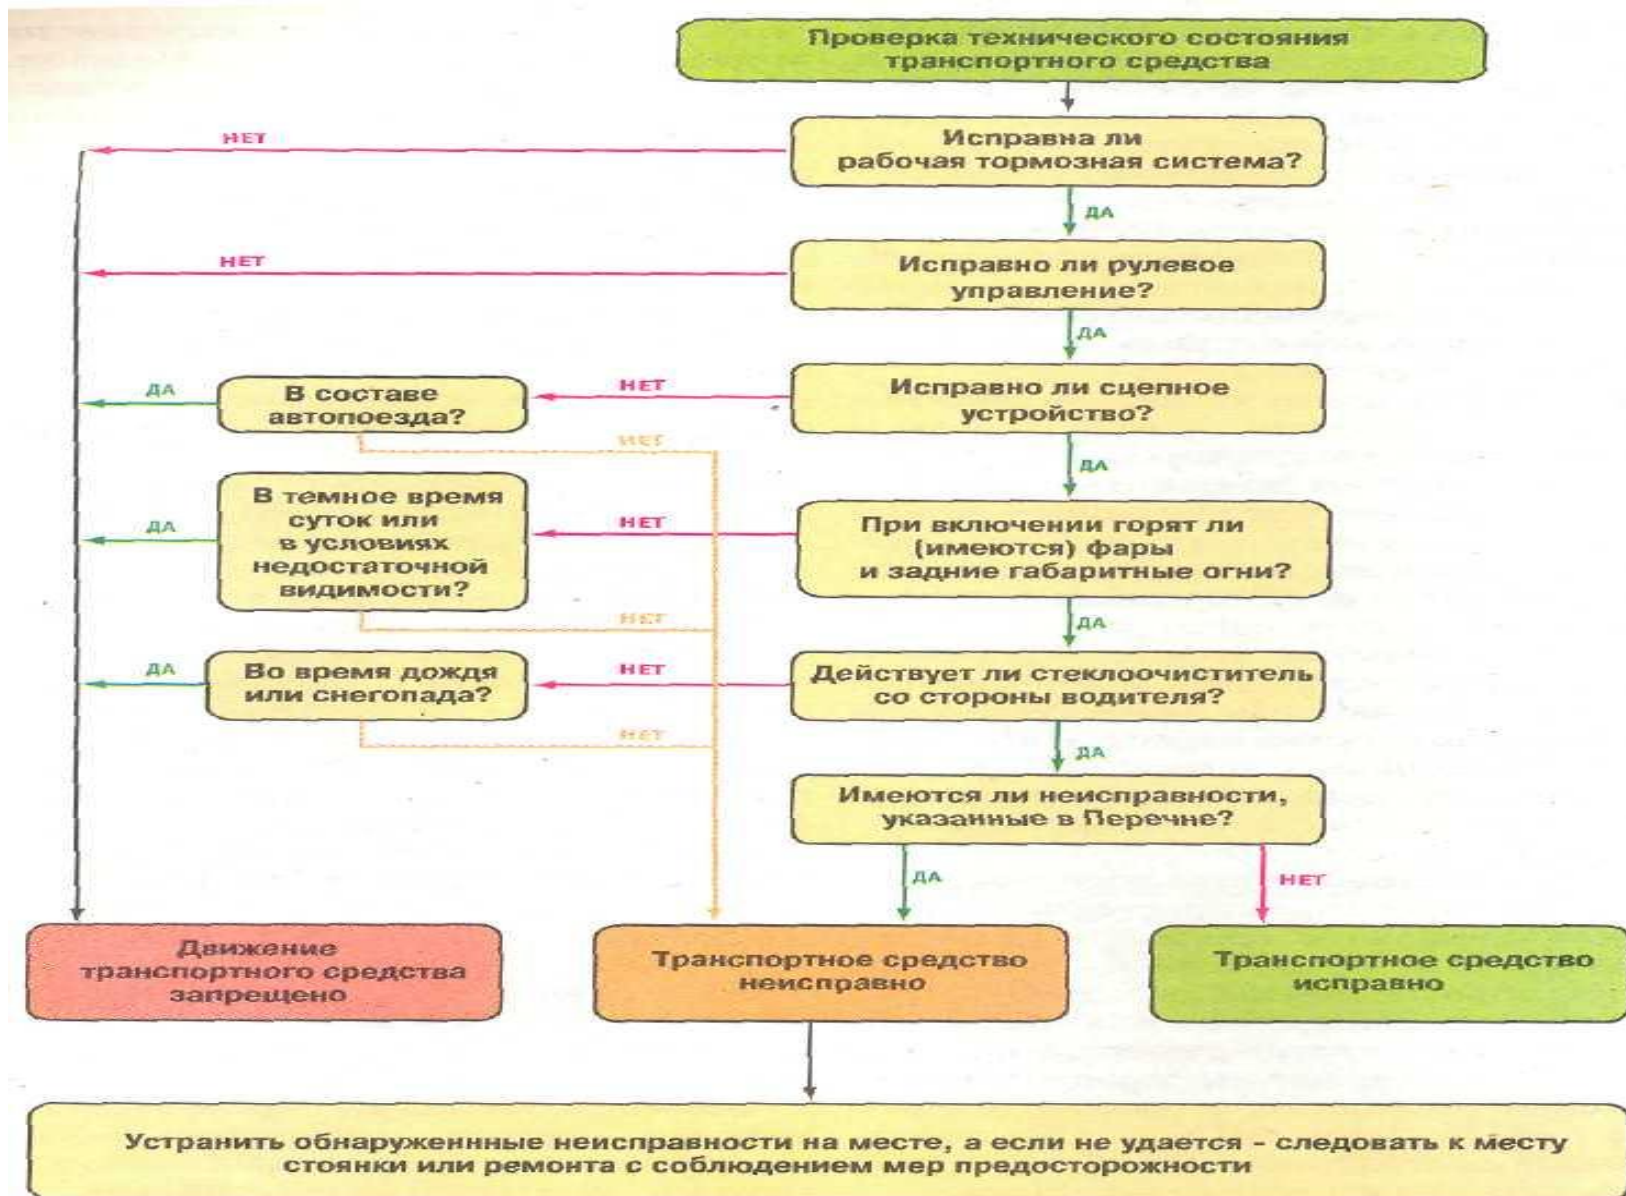 Проверка технического состояния
транспортного средства
НЕТ
Исправна ли
рабочая тормозная система?
ДА
НЕТ
Исправно ли рулевое
управление?
ДА
ДА
В составе
автопоезда?
НЕТ
Исправно ли сцепное
устройство?
НЕТ
ДА
В темное время
суток или
в условиях
недостаточной
видимости?
ДА
НЕТ
При включении горят ли
(имеются) фары
и задние габаритные огни?
НЕТ
ДА
ДА
Во время дождя
или снегопада?
НЕТ
Действует ли стеклоочиститель
со стороны водителя?
НЕТ
ДА
Имеются ли неисправности,
указанные в Перечне?
ДА
НЕТ
Движение
транспортного средства
запрещено
Транспортное средство
неисправно
Транспортное средство
исправно
Устранить обнаруженнные неисправности на месте, а если не удается - следовать к месту
стоянки или ремонта с соблюдением мер предосторожности